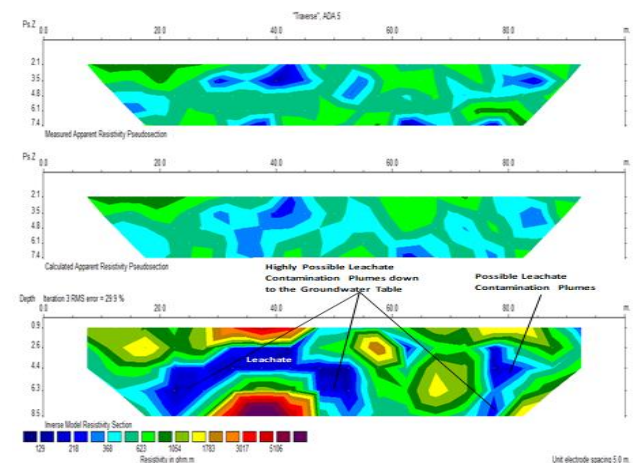 "Traverse", ADA 5
Ps.Z 0.0 20.0 40.0 60.0 80.0 m.
2.1
3.5
4.8
6.1
7.4
Measured Apparent Resistivity Pseudosection
Ps.Z 0.0 20.0 40.0 60.0 80.0 m.
2.1
3.5
4.8
6.1
7.4
Calculated Apparent Resistivity Pseudosection
Highly Possible Leachate
Contamination Plumes down
to the Groundwater Table
Possible Leachate
Contamination Plumes
Depth Iteration 3 RMS error = 29.9 %
0.0 20.0 40.0 60.0 80.0 m.
0.9
2.6
4.4
6.3
8.5
Leachate
Inverse Model Resistivity Section
129 218 368 623 1054 1783 3017 5106
Resistivity in ohm.m
Unit electrode spacing 5.0 m.